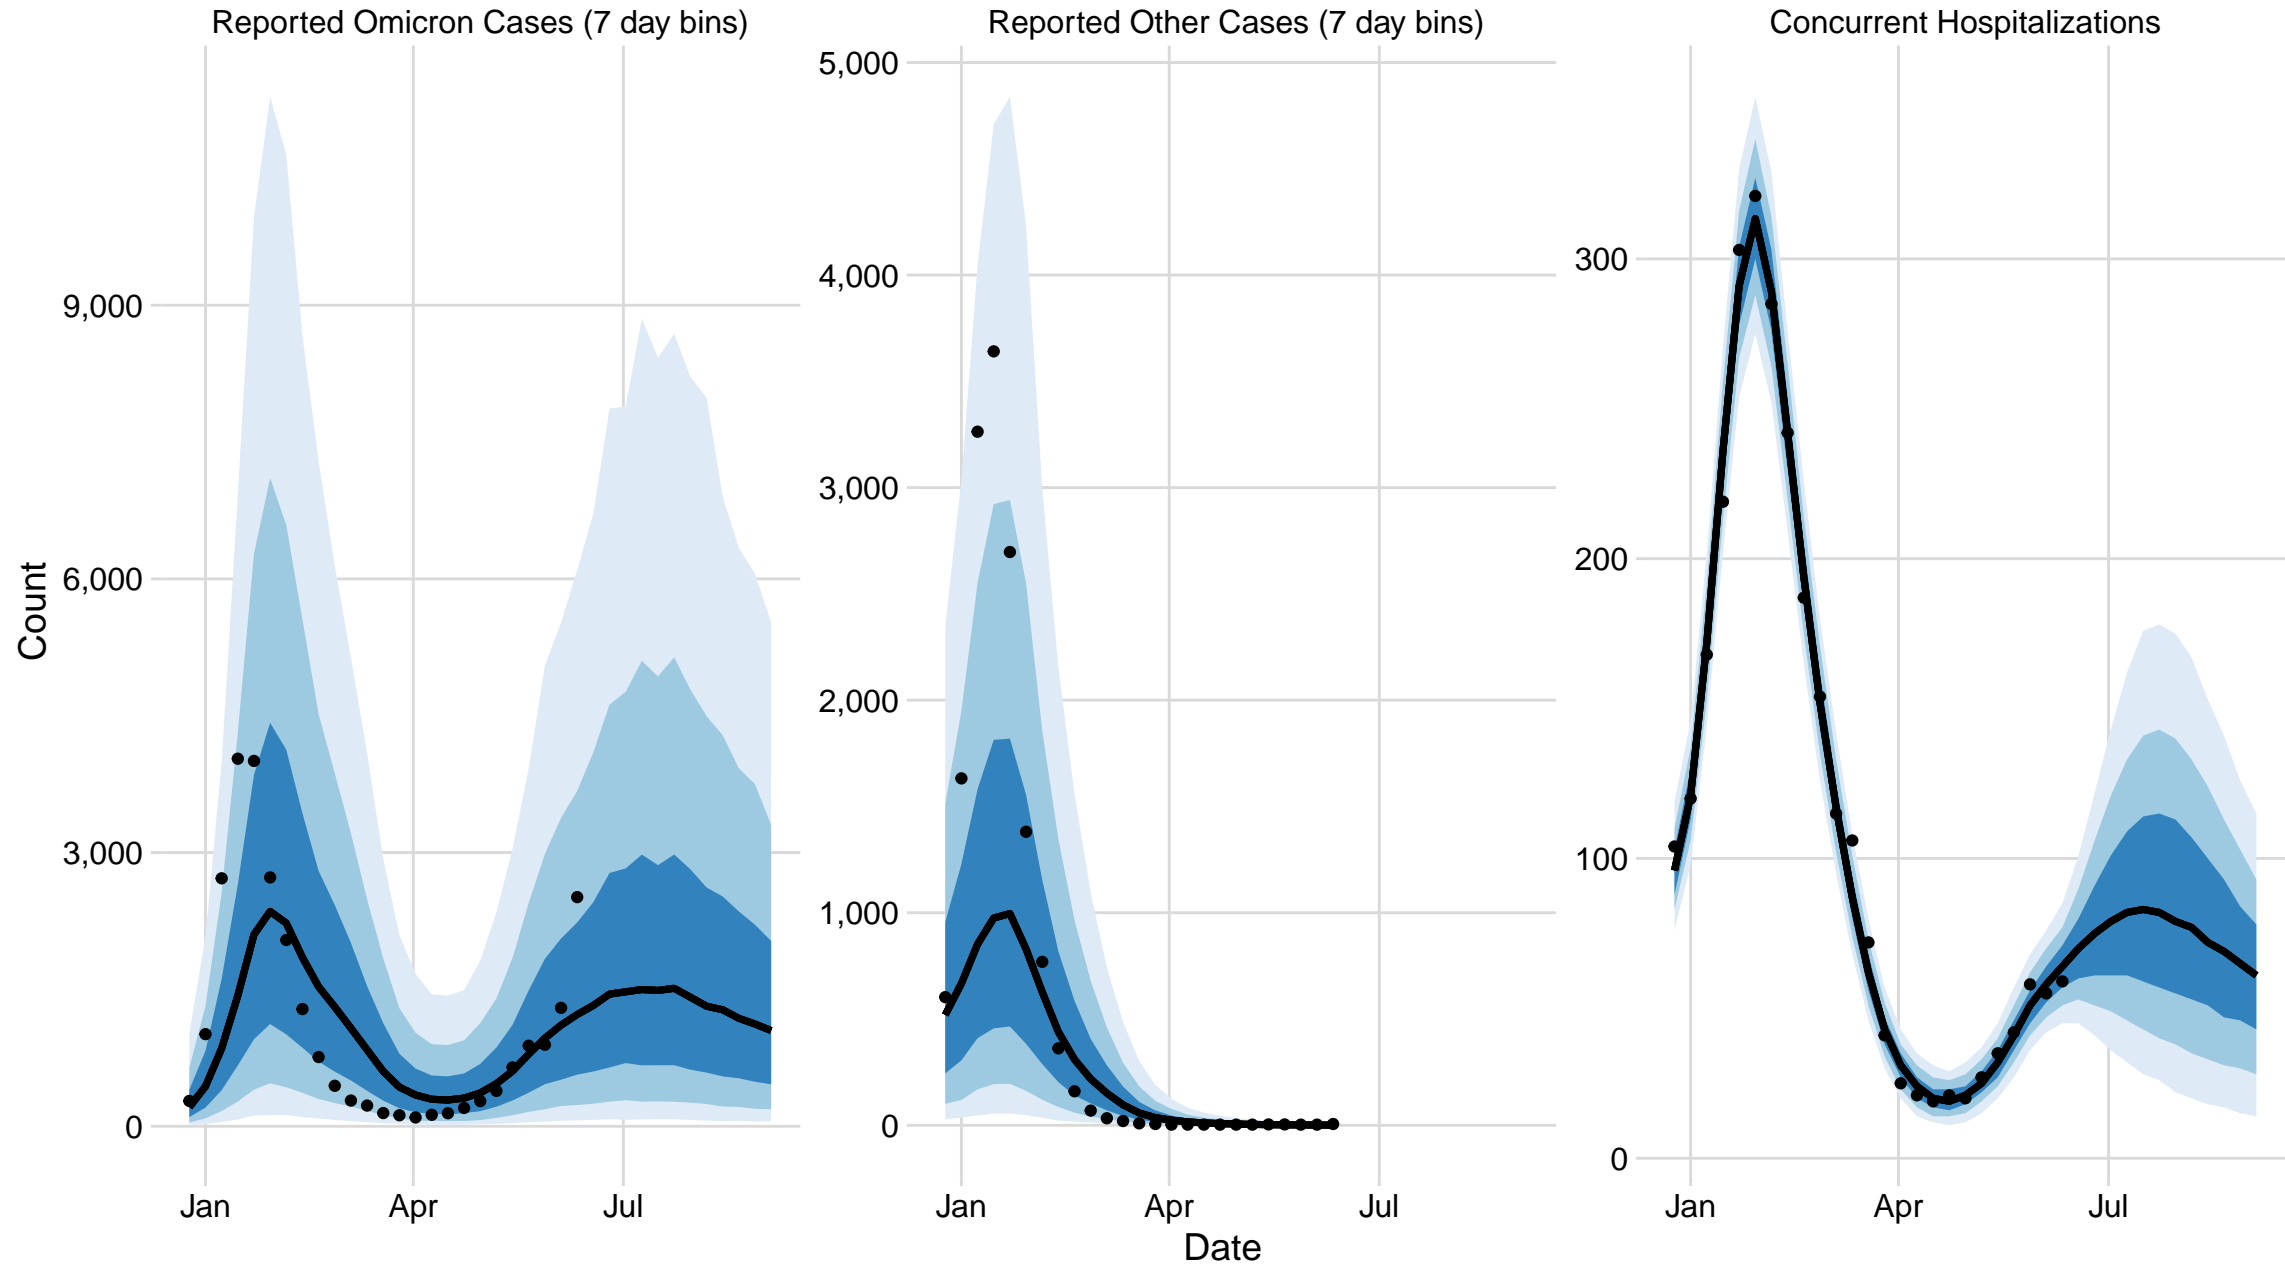 Reported Omicron Cases (7 day bins)
Reported Other Cases (7 day bins)
Concurrent Hospitalizations
Count
9,000
6,000
3,000
0
5,000
4,000
3,000
2,000
1,000
0
300
200
100
0
Jan Apr Jul
Jan Apr Jul
Jan Apr Jul
Date